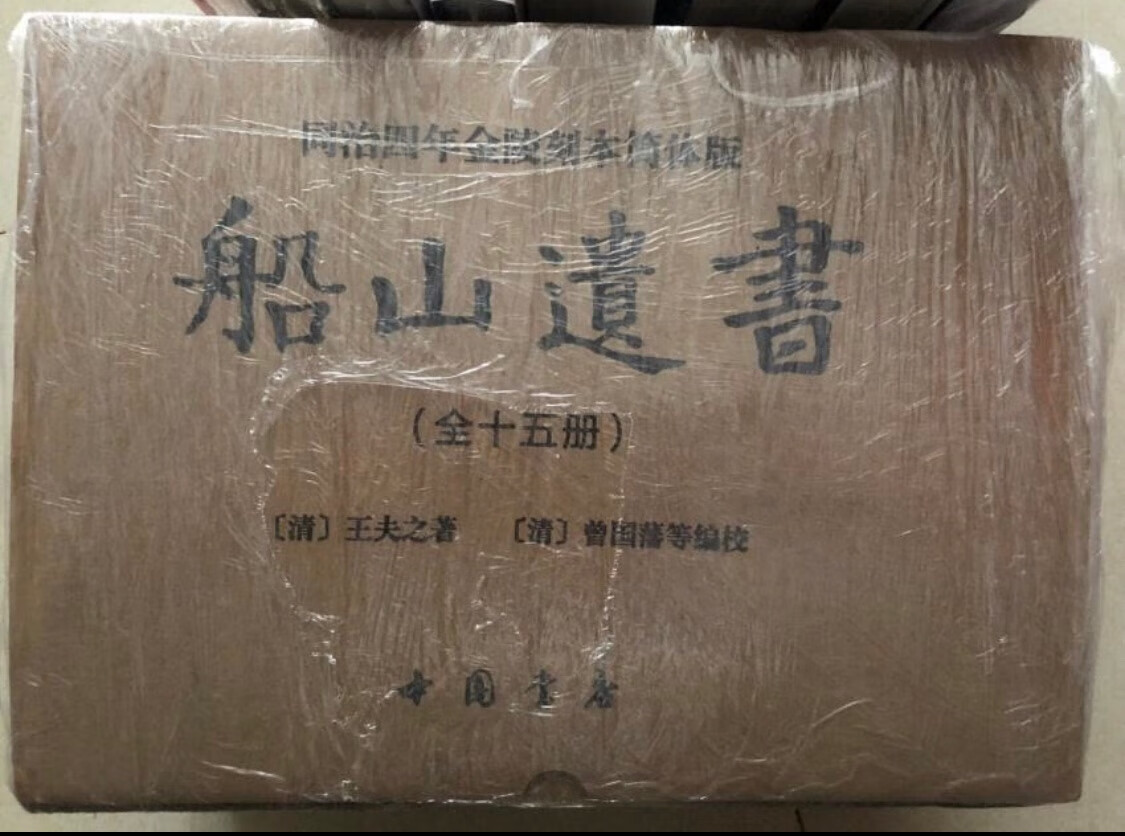 同治四年金陵刻本简体版
船山遺書
（全十五册）
〔清〕王夫之著 〔清〕曾国藩等编校
中国书店